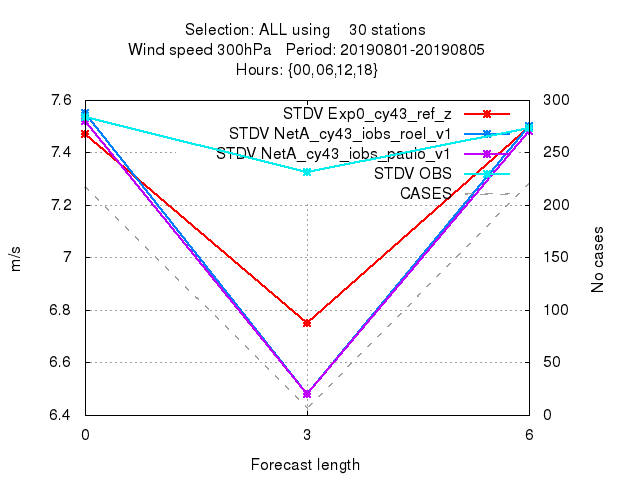 Selection: ALL using 30 stations
Wind speed 300hPa Period: 20190801-20190805
Hours: {00,06,12,18}
7.6
7.4
7.2
7
6.8
6.6
6.4
m/s
STDV Exp0_cy43_ref_z
STDV NetA_cy43_iobs_roel_v1
STDV NetA_cy43_iobs_patio_v1
STDV OBS
CASES
300
250
200
150
100
50
0
No cases
0 3 6
Forecast length